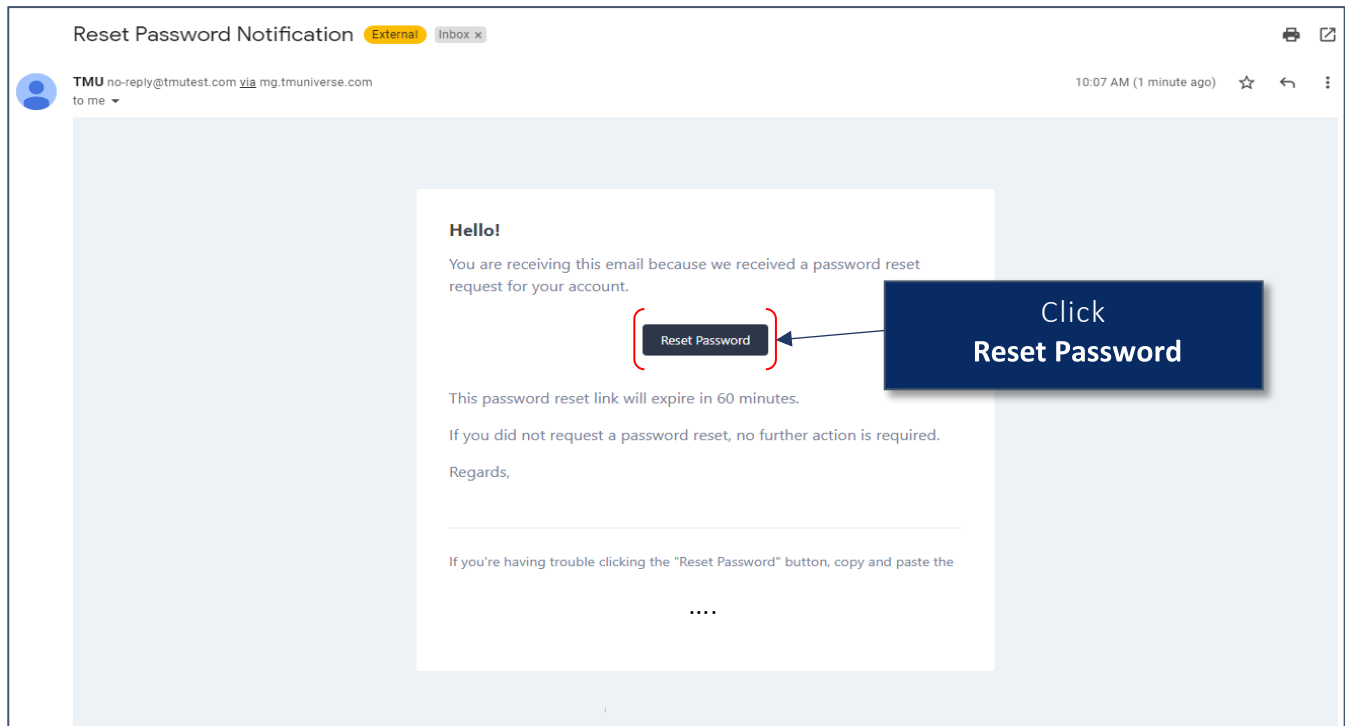 Reset Password Notification External Inbox x
TMU no-reply@tmutest.com via mg.tmuniverse.com 10:07 AM (1 minute ago)
to me
Hello!
You are receiving this email because we received a password reset
request for your account.
Reset Password
Click
Reset Password
This password reset link will expire in 60 minutes.
If you did not request a password reset, no further action is required.
Regards,
If you're having trouble clicking the "Reset Password" button, copy and paste the
....